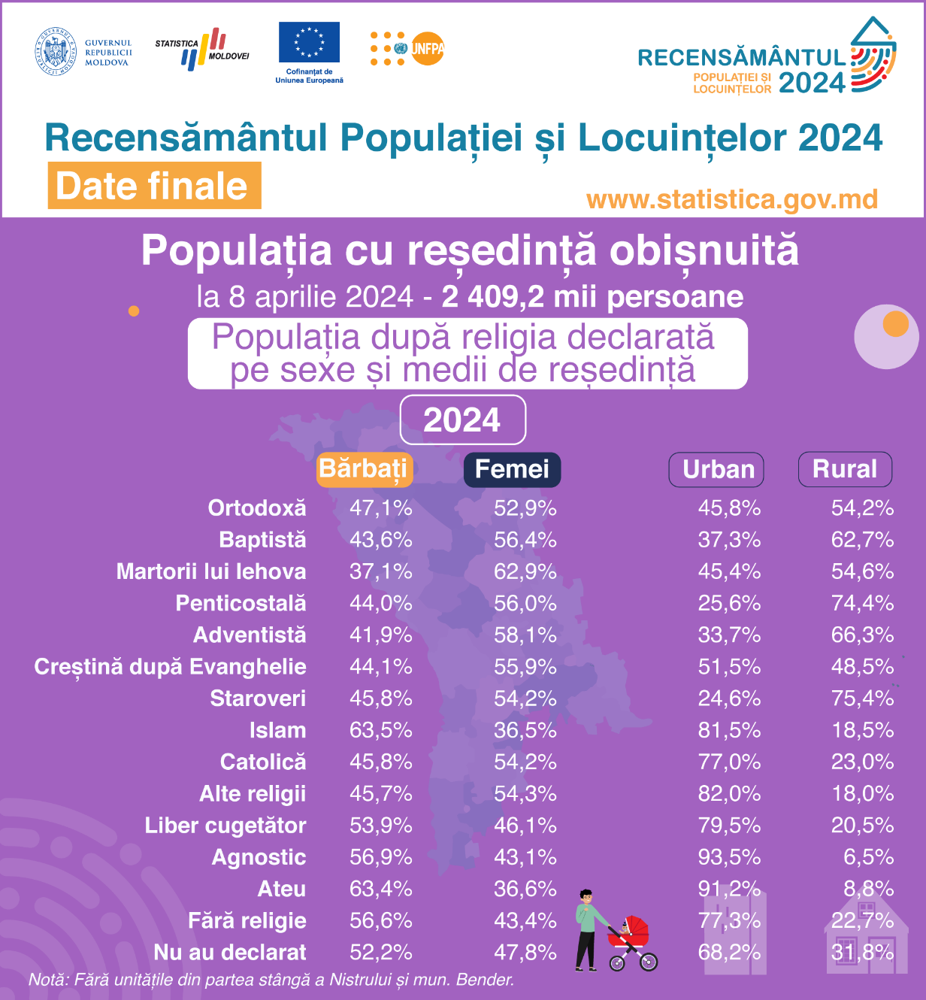 GUVERNUL
REPUBLICII
MOLDOVA
STATISTICA
MOLDOVEI
Cofinanțat de
Uniunea Europeană
UNFPA
RECENSĂMÂNTUL
POPULAȚIEI ȘI
LOCUINȚELOR 2024
Recensământul Populației și Locuințelor 2024
Date finale
www.statistica.gov.md
Populația cu reședință obișnuită
la 8 aprilie 2024 - 2 409,2 mii persoane
Populația după religia declarată
pe sexe și medii de reședință
2024
Bărbați Femei Urban Rural
Ortodoxă 47,1% 52,9% 45,8% 54,2%
Baptistă 43,6% 56,4% 37,3% 62,7%
Martorii lui Iehova 37,1% 62,9% 45,4% 54,6%
Penticostală 44,0% 56,0% 25,6% 74,4%
Adventistă 41,9% 58,1% 33,7% 66,3%
Creștină după Evanghelie 44,1% 55,9% 51,5% 48,5%
Staroveri 45,8% 54,2% 24,6% 75,4%
Islam 63,5% 36,5% 81,5% 18,5%
Catolică 45,8% 54,2% 77,0% 23,0%
Alte religii 45,7% 54,3% 82,0% 18,0%
Liber cugetător 53,9% 46,1% 79,5% 20,5%
Agnostic 56,9% 43,1% 93,5% 6,5%
Ateu 63,4% 36,6% 91,2% 8,8%
Fără religie 56,6% 43,4% 77,3% 22,7%
Nu au declarat 52,2% 47,8% 68,2% 31,8%
Notă: Fără unitățile din partea stângă a Nistrului și mun. Bender.